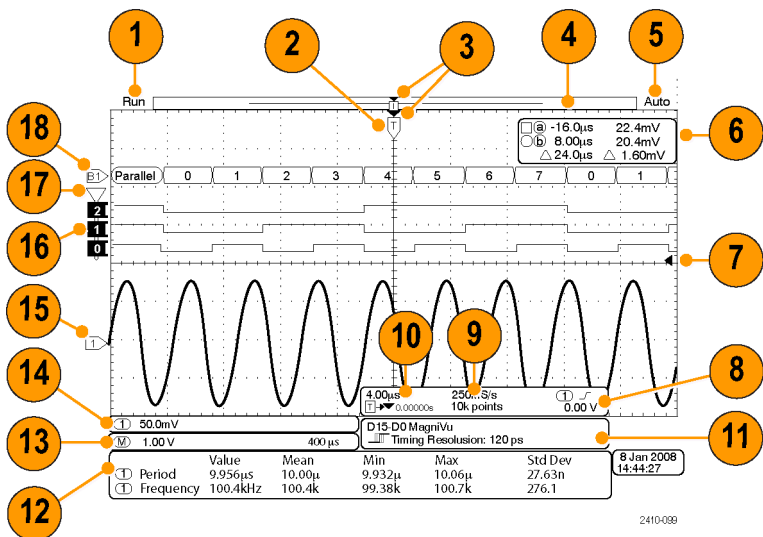 1
2
3
4
5
Run
Auto
T
6
ⓐ -16.0µs 22.4mV
ⓑ 8.00µs 20.4mV
△24.0µs △ 1.60mV
18
B1
Parallel 0 1 2 3 4 5 6 7 0 1
17
2
16
1
0
7
15
1
10
9
8
4.00µs 250MS/s ① 
T 0.00000s 10k points 0.00 V
14
① 50.0mV
13
Ⓜ 1.00 V 400 µs
D15-D0 MagniVu
Timing Resolusion: 120 ps
11
12
Value Mean Min Max Std Dev
① Period 9.956µs 10.00µ 9.932µ 10.06µ 27.63n
① Frequency 100.4kHz 100.4k 99.38k 100.7k 276.1
8 Jan 2008
14:44:27
2410-099